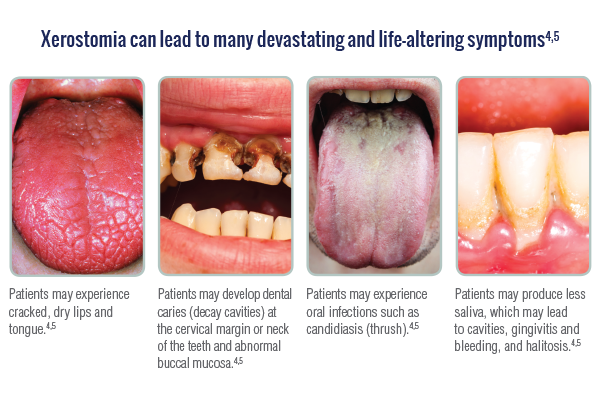 Xerostomia can lead to many devastating and life-altering symptoms4,5
Patients may experience
cracked, dry lips and
tongue.4,5
Patients may develop dental
caries (decay cavities) at
the cervical margin or neck
of the teeth and abnormal
buccal mucosa.4,5
Patients may experience
oral infections such as
candidiasis (thrush).4,5
Patients may produce less
saliva, which may lead
to cavities, gingivitis and
bleeding, and halitosis.4,5